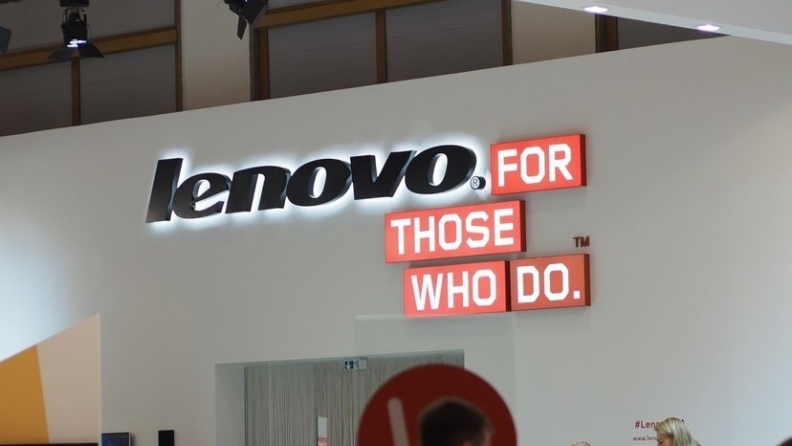 lenovo® FOR
THOSE
WHO DO.
TM